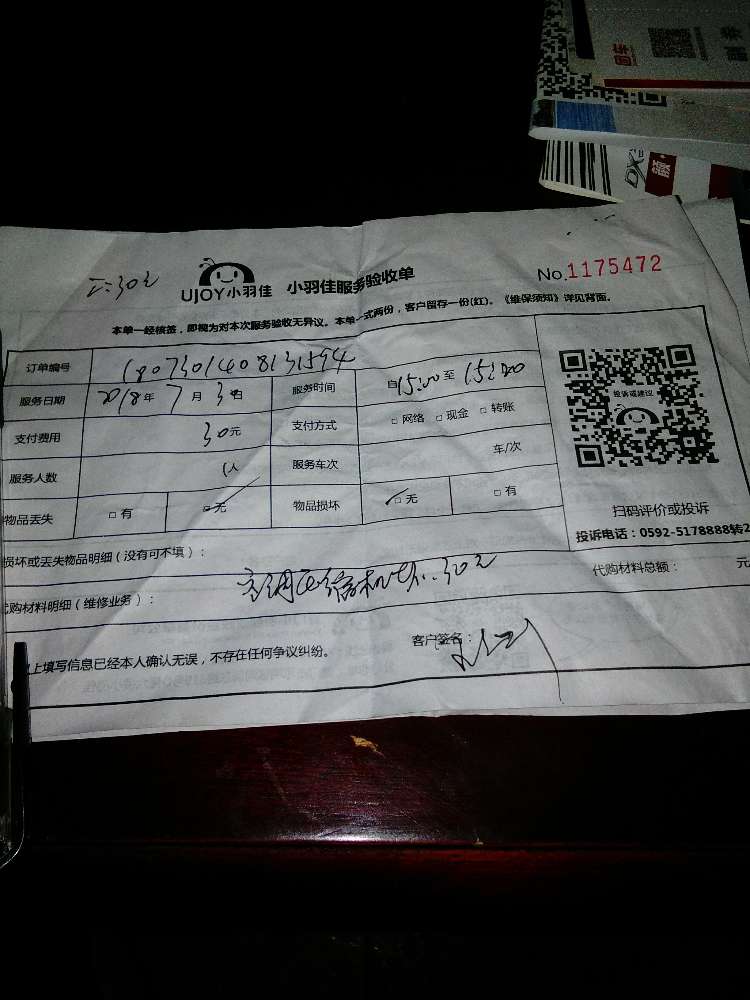 UJOY小羽佳 小羽佳服务验收单 No.1175472
本单一经核签，即视为对本次服务验收无异议。本单一式两份，客户留存一份(红)。《维保须知》详见背面。
订单编号 1807301408131594
服务日期 2018年7月3日 服务时间 自15:00至15:20
支付费用 30元 支付方式 □网络 □现金 □转账
服务人数 1人 服务车次 车/次
物品丢失 □有 □无 物品损坏 □无 □有
损坏或丢失物品明细（没有可不填）：
购材料明细（维修业务）： 30元 代购材料总额： 元
上填写信息已经本人确认无误，不存在任何争议纠纷。 客户签名：
投诉或建议
扫码评价或投诉
投诉电话：0592-5178888转2